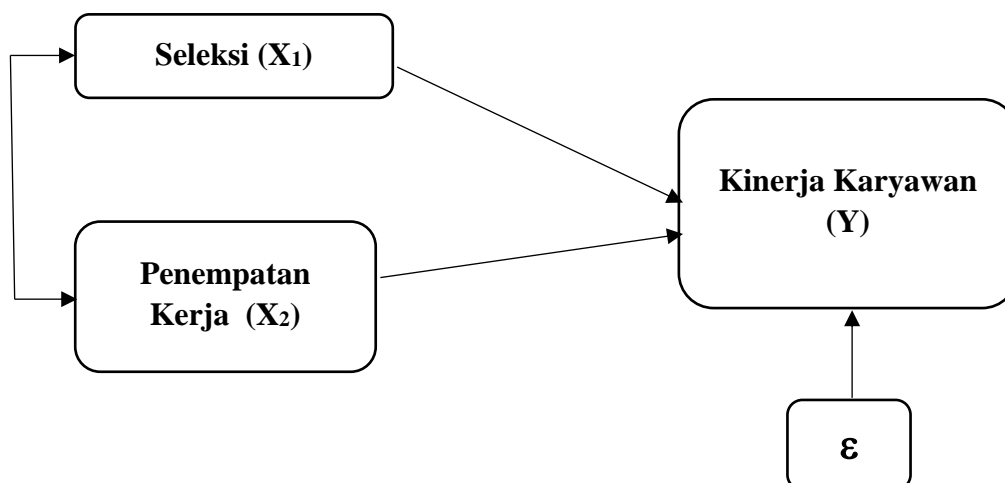 Seleksi (X₁)
Kinerja Karyawan
(Y)
Penempatan
Kerja (X₂)
ε